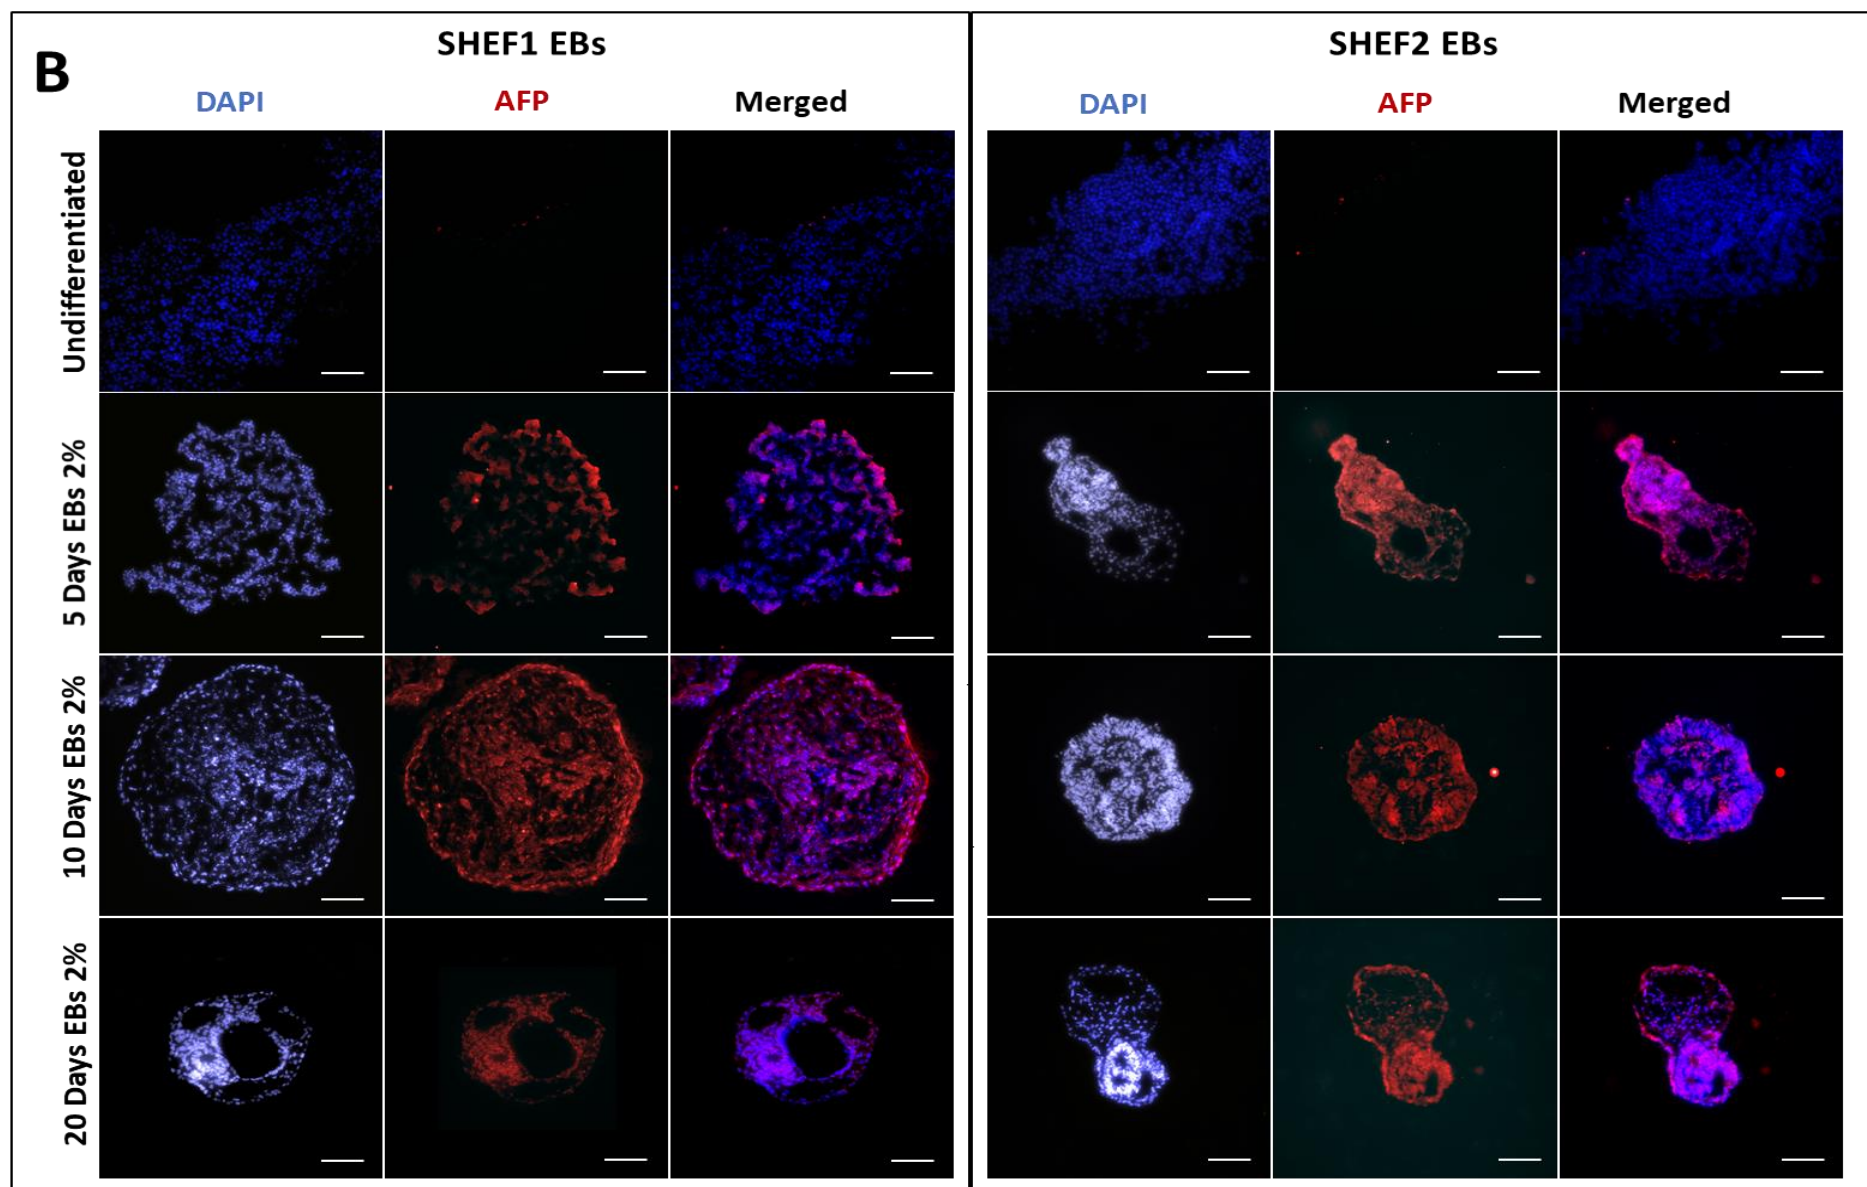 B
SHEF1 EBs
DAPI AFP Merged
SHEF2 EBs
DAPI AFP Merged
Undifferentiated
5 Days EBs 2%
10 Days EBs 2%
20 Days EBs 2%